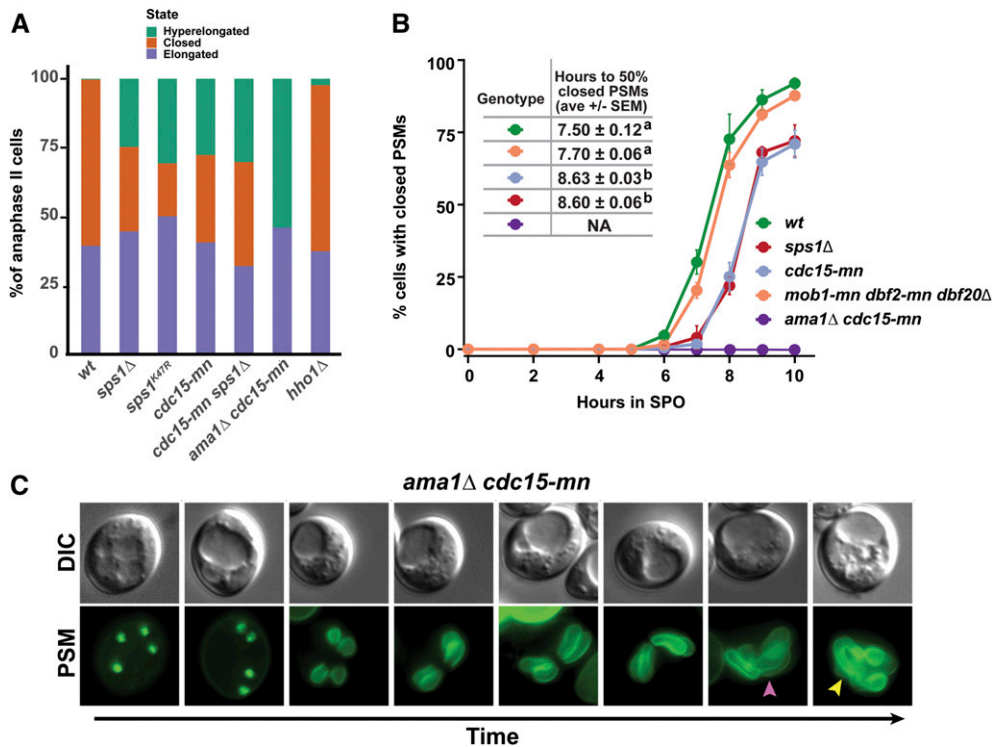 A
State
Hyperelongated
Closed
Elongated
%of anaphase II cells
100
75
50
25
0
wt
sps1Δ
sps1K47R
cdc15-mn
cdc15-mn sps1Δ
ama1Δ cdc15-mn
hho1Δ
B
% cells with closed PSMs
100
75
50
25
0
Genotype
Hours to 50%
closed PSMs
(ave +/- SEM)
7.50 ± 0.12a
7.70 ± 0.06a
8.63 ± 0.03b
8.60 ± 0.06b
NA
wt
sps1Δ
cdc15-mn
mob1-mn dbf2-mn dbf20Δ
ama1Δ cdc15-mn
0 2 4 6 8 10
Hours in SPO
C
ama1Δ cdc15-mn
DIC
PSM
Time